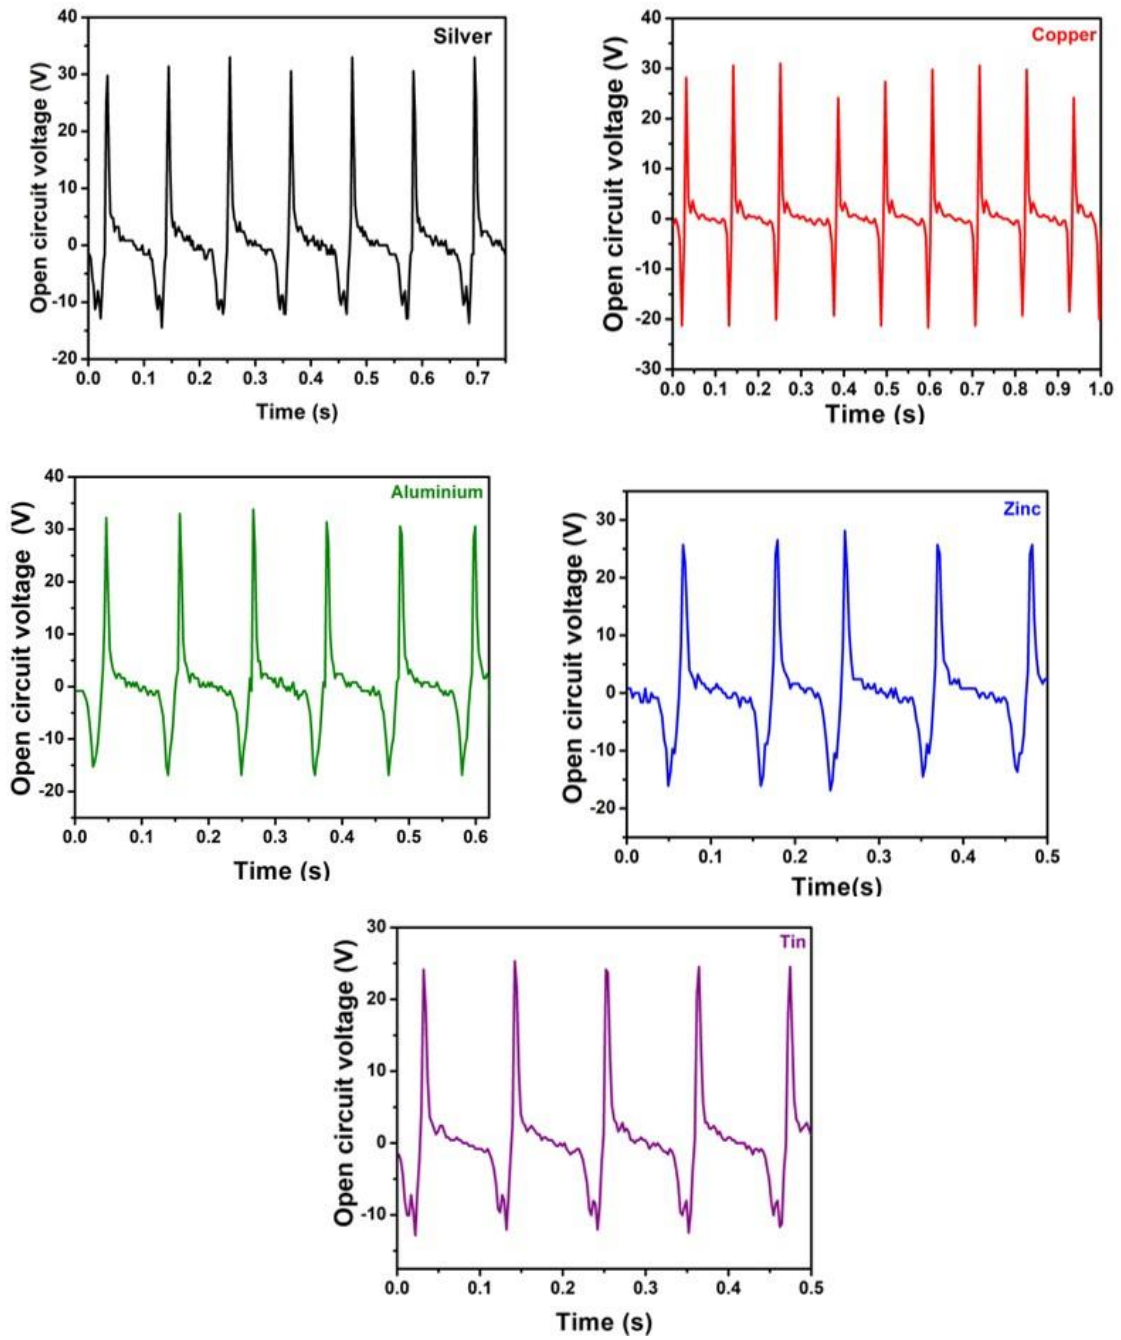 Silver
Open circuit voltage (V)
40
30
20
10
0
-10
-20
0.0 0.1 0.2 0.3 0.4 0.5 0.6 0.7
Time (s)
Copper
Open circuit voltage (V)
40
30
20
10
0
-10
-20
-30
0.0 0.1 0.2 0.3 0.4 0.5 0.6 0.7 0.8 0.9 1.0
Time (s)
Aluminium
Open circuit voltage (V)
40
30
20
10
0
-10
-20
0.0 0.1 0.2 0.3 0.4 0.5 0.6
Time (s)
Zinc
Open circuit voltage (V)
30
20
10
0
-10
-20
0.0 0.1 0.2 0.3 0.4 0.5
Time(s)
Tin
Open circuit voltage (V)
30
20
10
0
-10
0.0 0.1 0.2 0.3 0.4 0.5
Time (s)